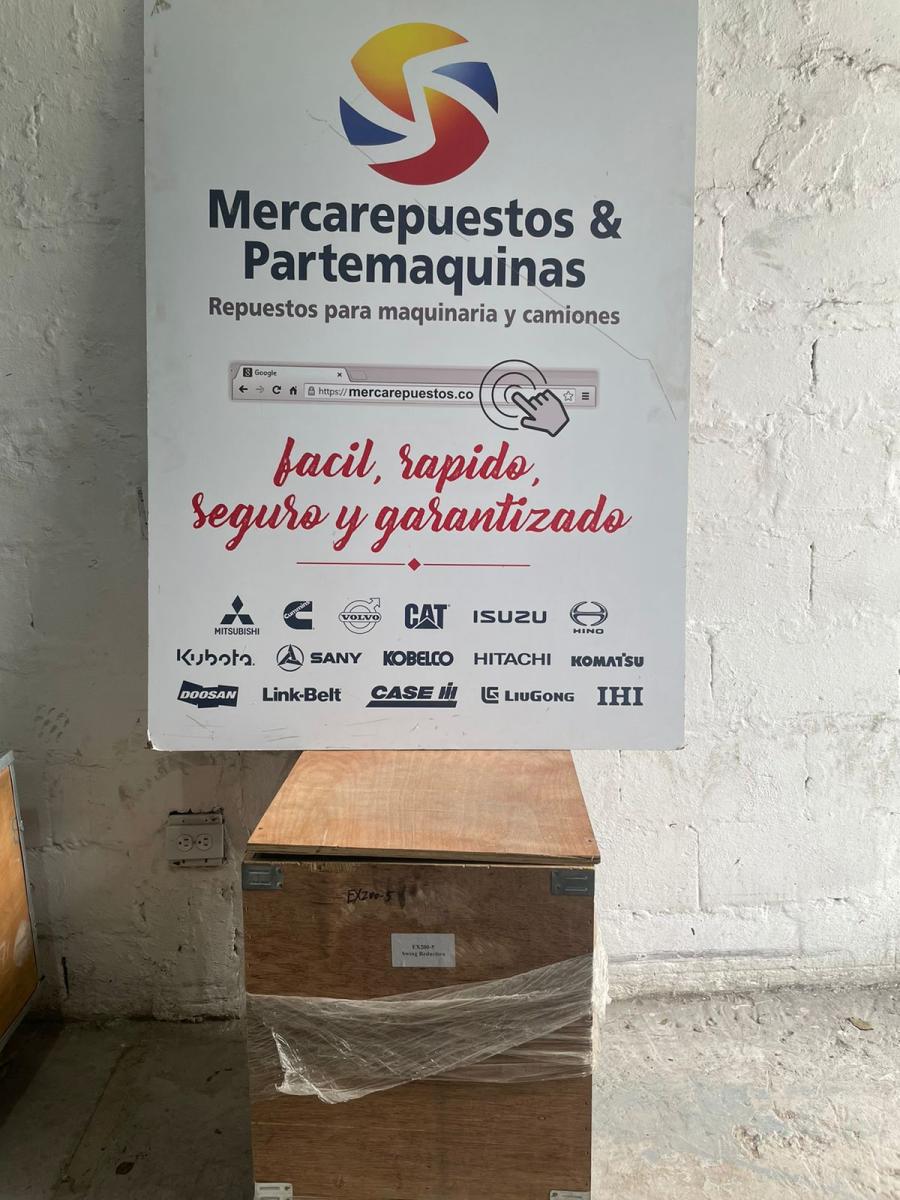 Mercarepuestos &
Partemaquinas
Repuestos para maquinaria y camiones
Google
https://mercarepuestos.co
facil, rapido,
seguro y garantizado
MITSUBISHI Cummins VOLVO CAT ISUZU HINO
Kubota. SANY KOBELCO HITACHI KOMATSU
DOOSAN Link-Belt CASE IH LIUGONG IHI
EX200-5
EX200-5
Swing Reduction